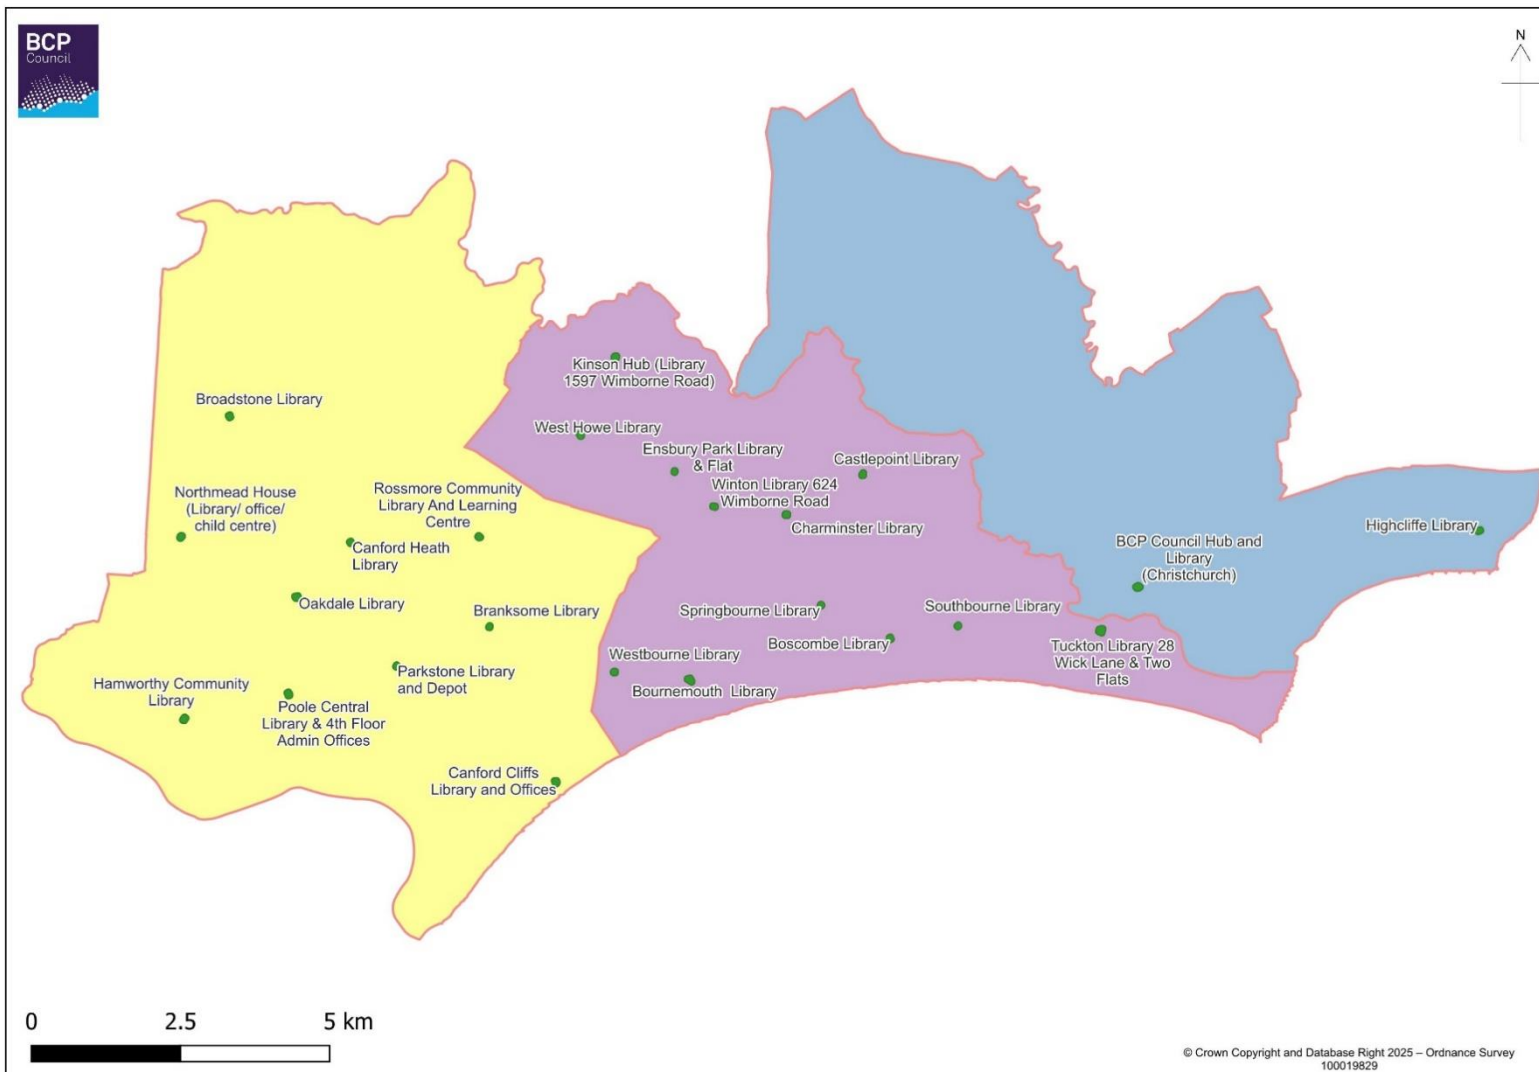 BCP
Council
N
Kinson Hub (Library
1597 Wimborne Road)
Broadstone Library
West Howe Library
Ensbury Park Library
& Flat
Castlepoint Library
Northmead House
(Library/ office/
child centre)
Rossmore Community
Library And Learning
Centre
Winton Library 624
Wimborne Road
Charminster Library
Highcliffe Library
Canford Heath
Library
BCP Council Hub and
Library
(Christchurch)
Oakdale Library
Branksome Library
Springbourne Library
Southbourne Library
Boscombe Library
Tuckton Library 28
Wick Lane & Two
Flats
Westbourne Library
Bournemouth Library
Parkstone Library
and Depot
Hamworthy Community
Library
Poole Central
Library & 4th Floor
Admin Offices
Canford Cliffs
Library and Offices
0 2.5 5 km
© Crown Copyright and Database Right 2025 – Ordnance Survey
100019829